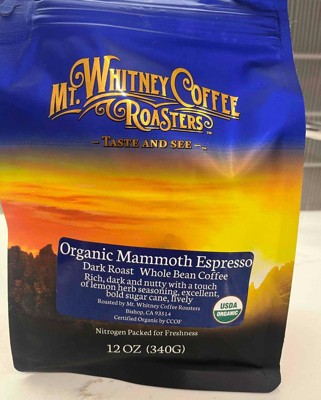 Mt. Whitney Coffee
Roasters™
- Taste and See -
Organic Mammoth Espresso
Dark Roast Whole Bean Coffee
Rich, dark and nutty with a touch
of lemon herb seasoning, excellent,
bold sugar cane, lively
Roasted by Mt. Whitney Coffee Roasters
Bishop, CA 93514
Certified Organic by CCOF
USDA
ORGANIC
Nitrogen Packed for Freshness
12 OZ (340G)